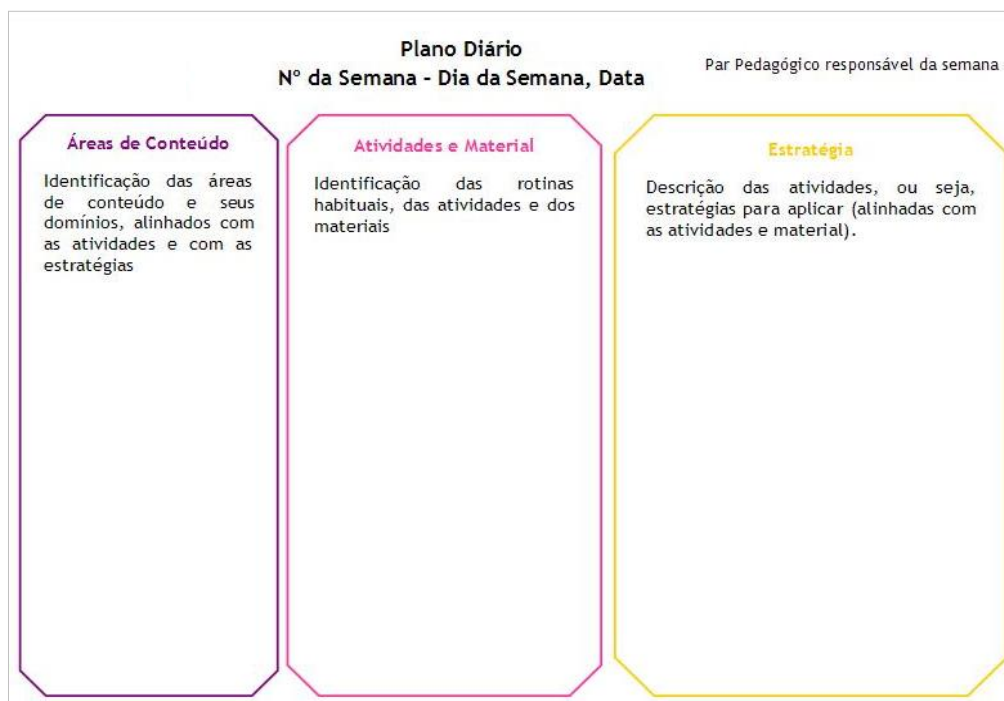 Plano Diário
Nº da Semana - Dia da Semana, Data
Par Pedagógico responsável da semana
Áreas de Conteúdo
Identificação das áreas
de conteúdo e seus
domínios, alinhados com
as atividades e com as
estratégias
Atividades e Material
Identificação das rotinas
habituais, das atividades e dos
materiais
Estratégia
Descrição das atividades, ou seja,
estratégias para aplicar (alinhadas com
as atividades e material).